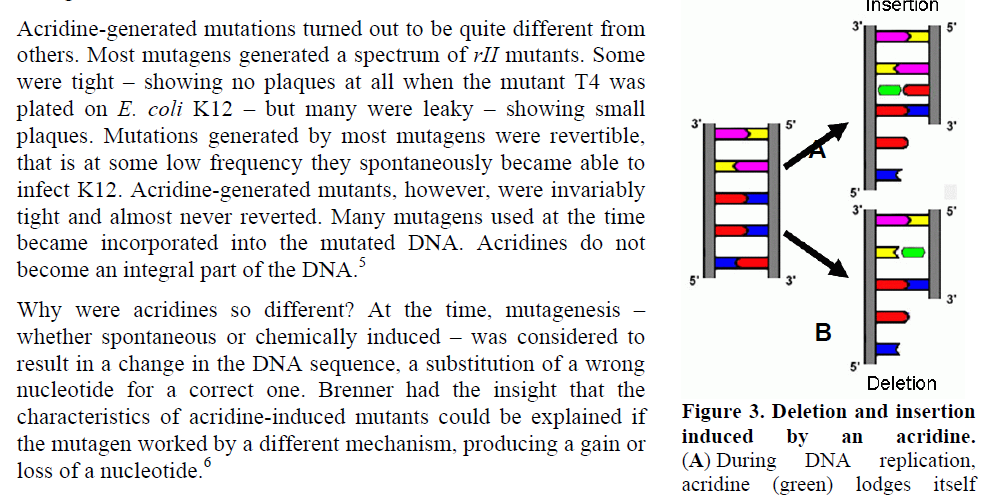 Acridine-generated mutations turned out to be quite different from
others. Most mutagens generated a spectrum of rII mutants. Some
were tight – showing no plaques at all when the mutant T4 was
plated on E. coli K12 – but many were leaky – showing small
plaques. Mutations generated by most mutagens were revertible,
that is at some low frequency they spontaneously became able to
infect K12. Acridine-generated mutants, however, were invariably
tight and almost never reverted. Many mutagens used at the time
became incorporated into the mutated DNA. Acridines do not
become an integral part of the DNA.5
Why were acridines so different? At the time, mutagenesis –
whether spontaneous or chemically induced – was considered to
result in a change in the DNA sequence, a substitution of a wrong
nucleotide for a correct one. Brenner had the insight that the
characteristics of acridine-induced mutants could be explained if
the mutagen worked by a different mechanism, producing a gain or
loss of a nucleotide.6
Insertion
3' 5'
3'
5'
3' 5'
5' 3'
A
3' 5'
3'
5'
B
Deletion
Figure 3. Deletion and insertion
induced by an acridine.
(A) During DNA replication,
acridine (green) lodges itself